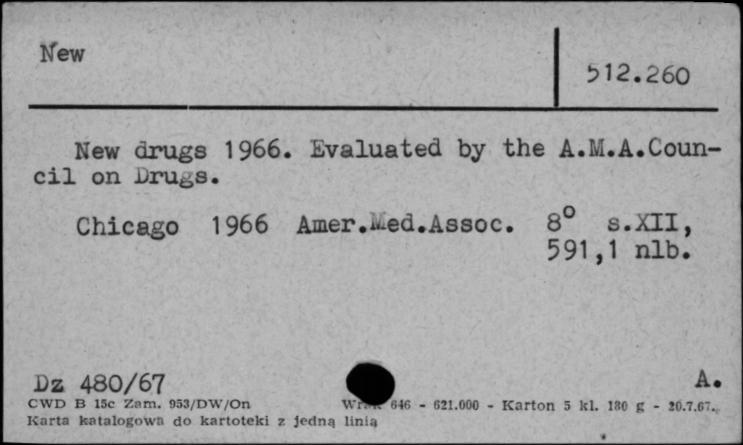 New
512.260
New drugs 1966. Evaluated by the A.M.A.Coun-
cil on Drugs.
Chicago 1966 Amer.Med.Assoc. 8° s.XII,
591,1 nlb.
Dz 480/67
A.
CWD B 15c Zam. 953/DW/On 646 - 621.000 - Karton 5 kl. 180 g - 20.7.67.
Karta katalogowa do kartoteki z jedną linią